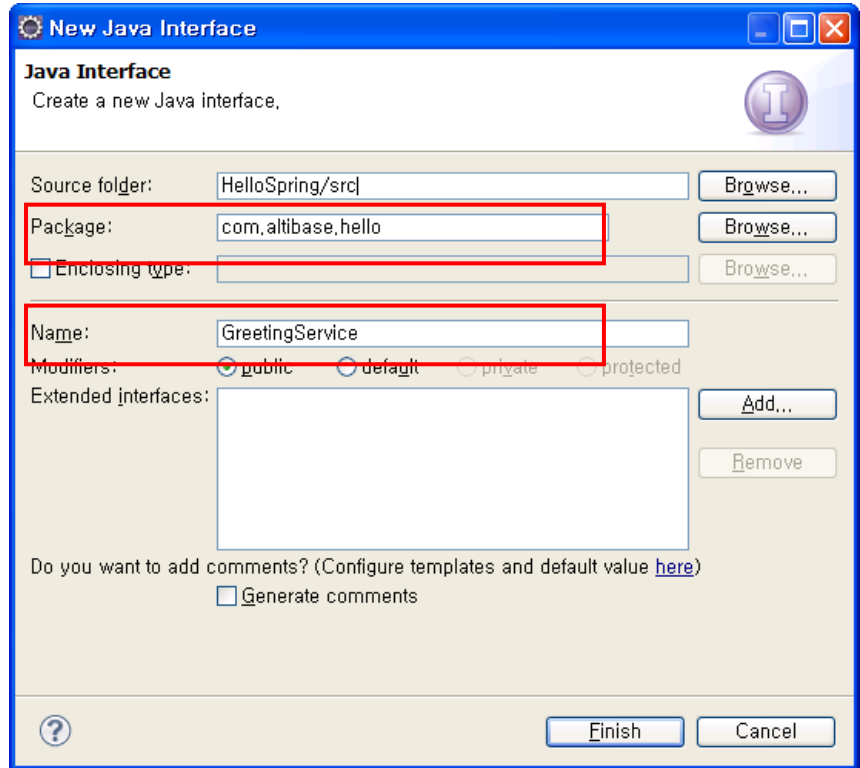 New Java Interface
Java Interface
Create a new Java interface.
Source folder: HelloSpring/src Browse...
Package: com.altibase.hello Browse...
Enclosing type: Browse...
Name: GreetingService
Modifiers: public default private protected
Extended interfaces: Add...
Remove
Do you want to add comments? (Configure templates and default value here)
Generate comments
? Finish Cancel